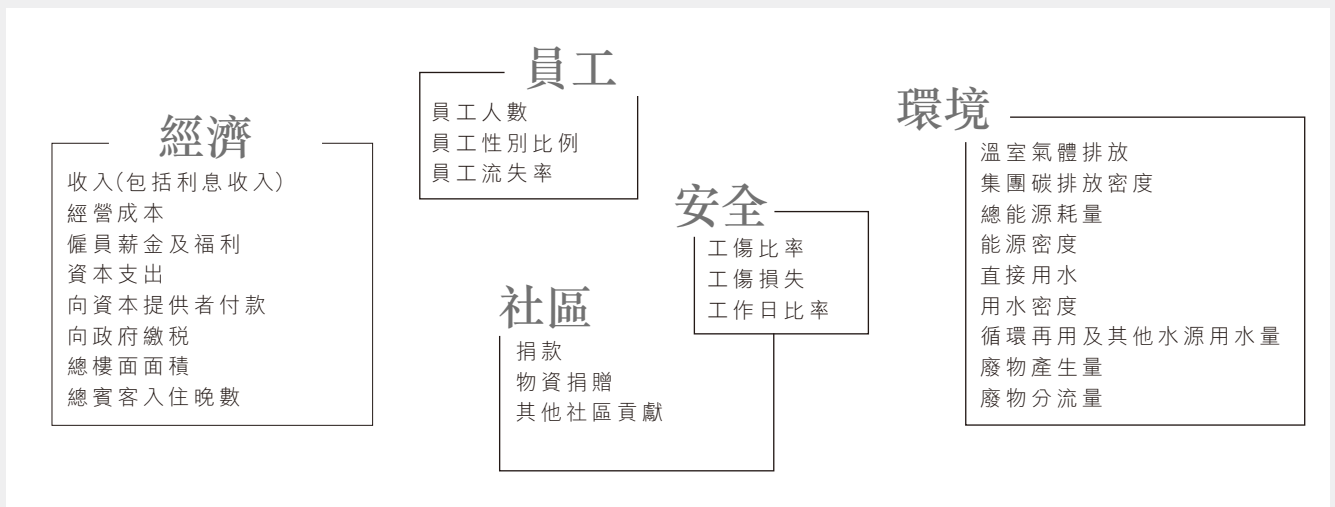 經濟
收入(包括利息收入)
經營成本
僱員薪金及福利
資本支出
向資本提供者付款
向政府繳稅
總樓面面積
總賓客入住晚數
員工
員工人數
員工性別比例
員工流失率
社區
捐款
物資捐贈
其他社區貢獻
安全
工傷比率
工傷損失
工作日比率
環境
溫室氣體排放
集團碳排放密度
總能源耗量
能源密度
直接用水
用水密度
循環再用及其他水源用水量
廢物產生量
廢物分流量